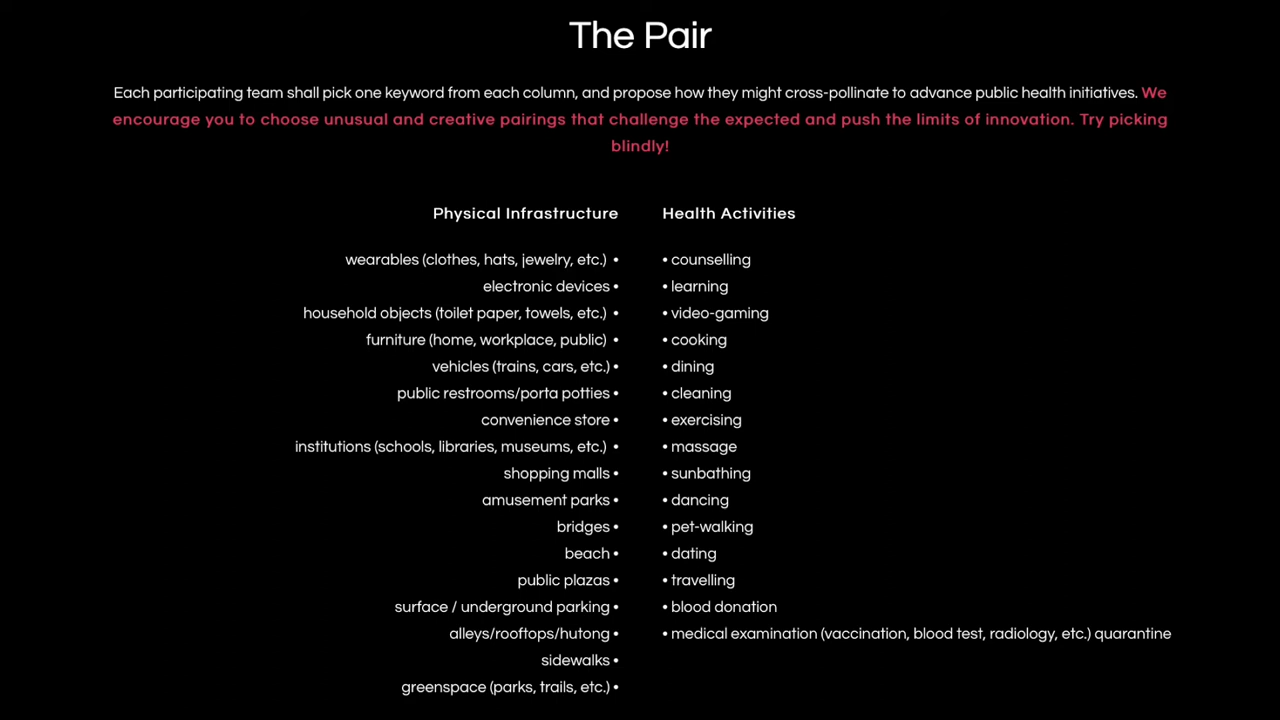 The Pair
Each participating team shall pick one keyword from each column, and propose how they might cross-pollinate to advance public health initiatives. We
encourage you to choose unusual and creative pairings that challenge the expected and push the limits of innovation. Try picking
blindly!
Physical Infrastructure
wearables (clothes, hats, jewelry, etc.) •
electronic devices •
household objects (toilet paper, towels, etc.) •
furniture (home, workplace, public) •
vehicles (trains, cars, etc.) •
public restrooms/porta potties •
convenience store •
institutions (schools, libraries, museums, etc.) •
shopping malls •
amusement parks •
bridges •
beach •
public plazas •
surface / underground parking •
alleys/rooftops/hutong •
sidewalks •
greenspace (parks, trails, etc.) •
Health Activities
• counselling
• learning
• video-gaming
• cooking
• dining
• cleaning
• exercising
• massage
• sunbathing
• dancing
• pet-walking
• dating
• travelling
• blood donation
• medical examination (vaccination, blood test, radiology, etc.) quarantine